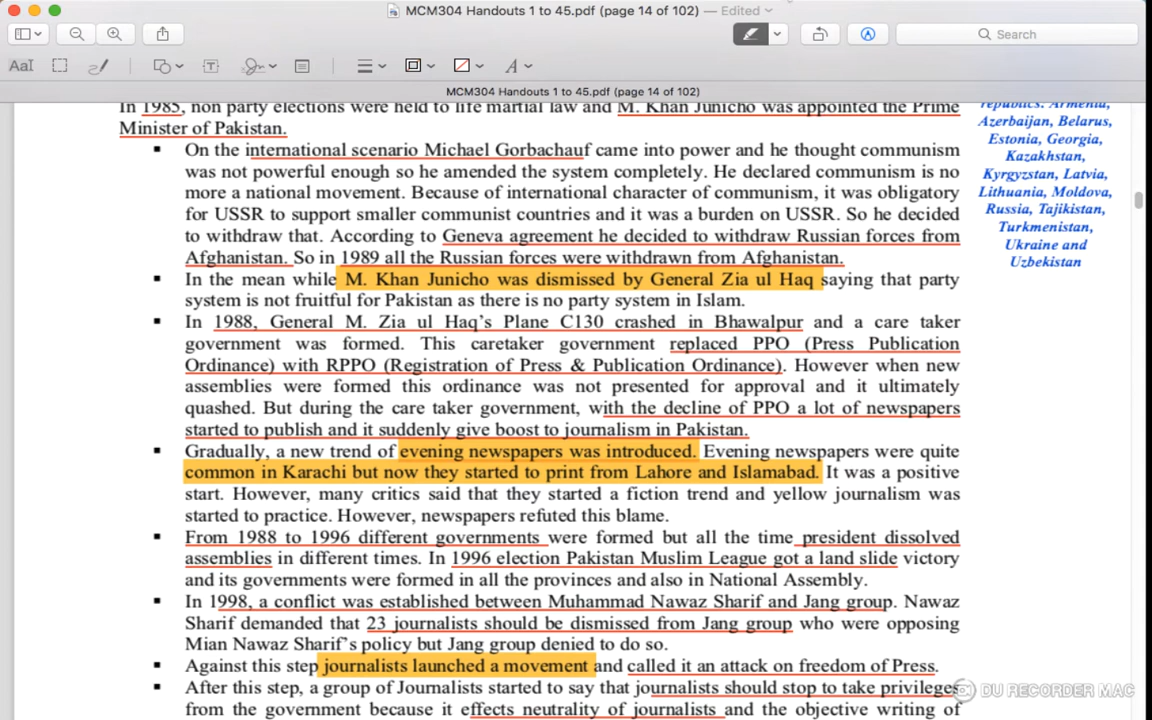 MCM304 Handouts 1 to 45.pdf (page 14 of 102) — Edited
Search
AaI
T
A
MCM304 Handouts 1 to 45.pdf (page 14 of 102)
In 1985, non party elections were held to life martial law and M. Khan Junicho was appointed the Prime
Minister of Pakistan.
▪ On the international scenario Michael Gorbachauf came into power and he thought communism
was not powerful enough so he amended the system completely. He declared communism is no
more a national movement. Because of international character of communism, it was obligatory
for USSR to support smaller communist countries and it was a burden on USSR. So he decided
to withdraw that. According to Geneva agreement he decided to withdraw Russian forces from
Afghanistan. So in 1989 all the Russian forces were withdrawn from Afghanistan.
▪ In the mean while M. Khan Junicho was dismissed by General Zia ul Haq saying that party
system is not fruitful for Pakistan as there is no party system in Islam.
▪ In 1988, General M. Zia ul Haq's Plane C130 crashed in Bhawalpur and a care taker
government was formed. This caretaker government replaced PPO (Press Publication
Ordinance) with RPPO (Registration of Press & Publication Ordinance). However when new
assemblies were formed this ordinance was not presented for approval and it ultimately
quashed. But during the care taker government, with the decline of PPO a lot of newspapers
started to publish and it suddenly give boost to journalism in Pakistan.
▪ Gradually, a new trend of evening newspapers was introduced. Evening newspapers were quite
common in Karachi but now they started to print from Lahore and Islamabad. It was a positive
start. However, many critics said that they started a fiction trend and yellow journalism was
started to practice. However, newspapers refuted this blame.
▪ From 1988 to 1996 different governments were formed but all the time president dissolved
assemblies in different times. In 1996 election Pakistan Muslim League got a land slide victory
and its governments were formed in all the provinces and also in National Assembly.
▪ In 1998, a conflict was established between Muhammad Nawaz Sharif and Jang group. Nawaz
Sharif demanded that 23 journalists should be dismissed from Jang group who were opposing
Mian Nawaz Sharif's policy but Jang group denied to do so.
▪ Against this step journalists launched a movement and called it an attack on freedom of Press.
▪ After this step, a group of Journalists started to say that journalists should stop to take privileges
from the government because it effects neutrality of journalists and the objective writing of
republics: Armenia,
Azerbaijan, Belarus,
Estonia, Georgia,
Kazakhstan,
Kyrgyzstan, Latvia,
Lithuania, Moldova,
Russia, Tajikistan,
Turkmenistan,
Ukraine and
Uzbekistan
DU RECORDER MAC